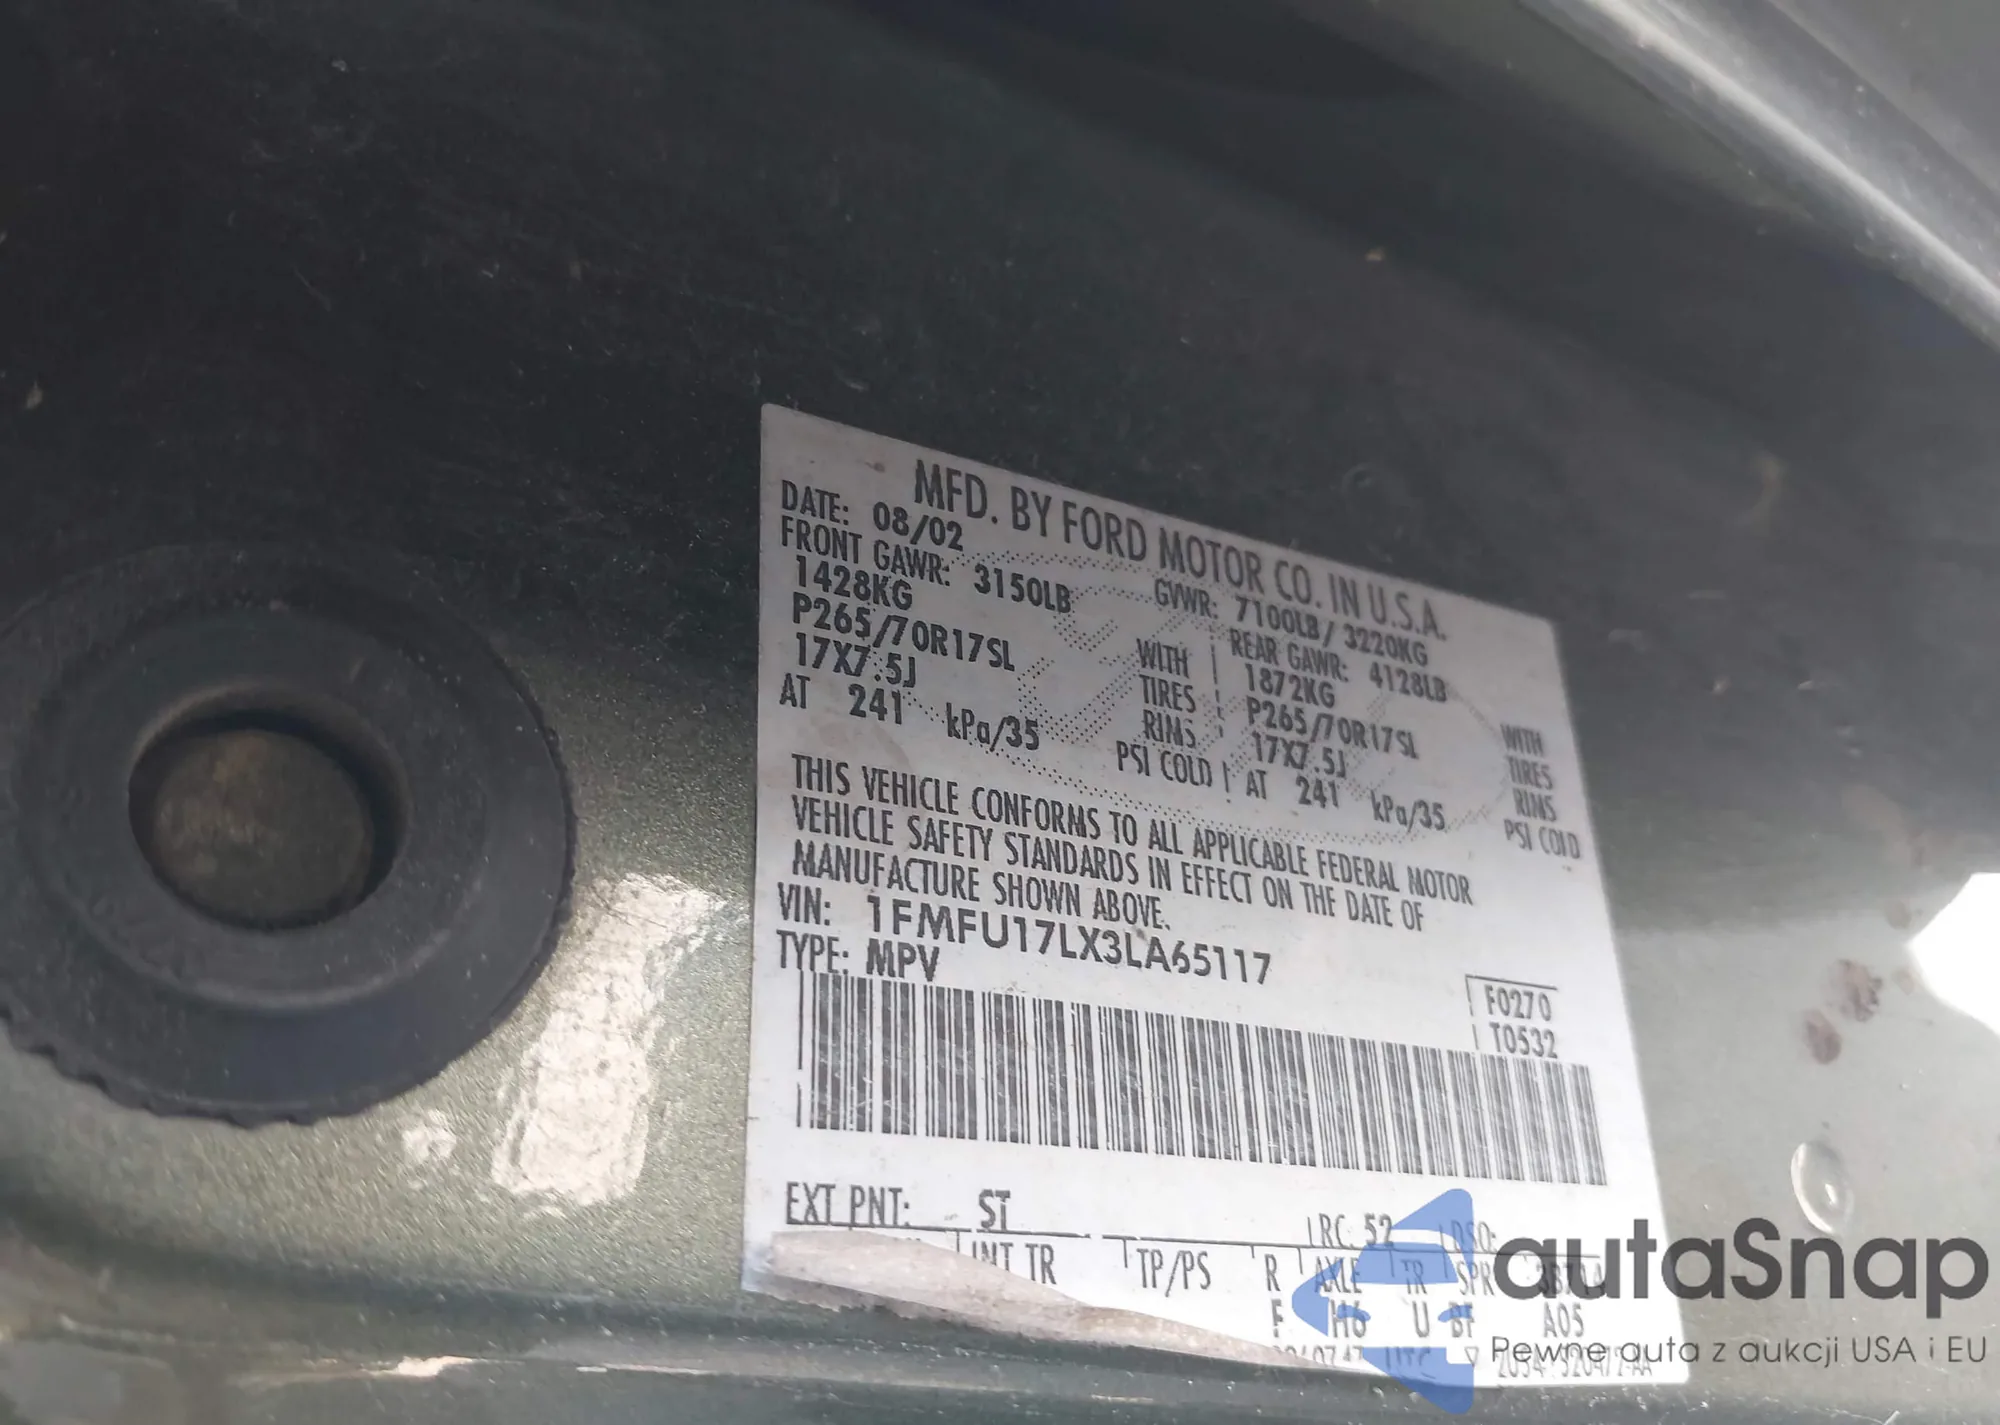 MFD. BY FORD MOTOR CO. IN U.S.A.
DATE: 08/02 GVWR: 7100LB / 3220KG
FRONT GAWR: 3150LB REAR GAWR: 4128LB
1428KG WITH 1872KG WITH
P265/70R17SL TIRES P265/70R17SL TIRES
17X7.5J RIMS 17X7.5J RIMS
AT 241 kPa/35 PSI COLD AT 241 kPa/35 PSI COLD
THIS VEHICLE CONFORMS TO ALL APPLICABLE FEDERAL MOTOR
VEHICLE SAFETY STANDARDS IN EFFECT ON THE DATE OF
MANUFACTURE SHOWN ABOVE.
VIN: 1FMFU17LX3LA65117
TYPE: MPV
F0270
T0532
EXT PNT: ST RC: 52 DSO:
INT TR TP/PS R AXLE TR SPR
F H6 U BF A05
autaSnap
Pewne auta z aukcji USA i EU